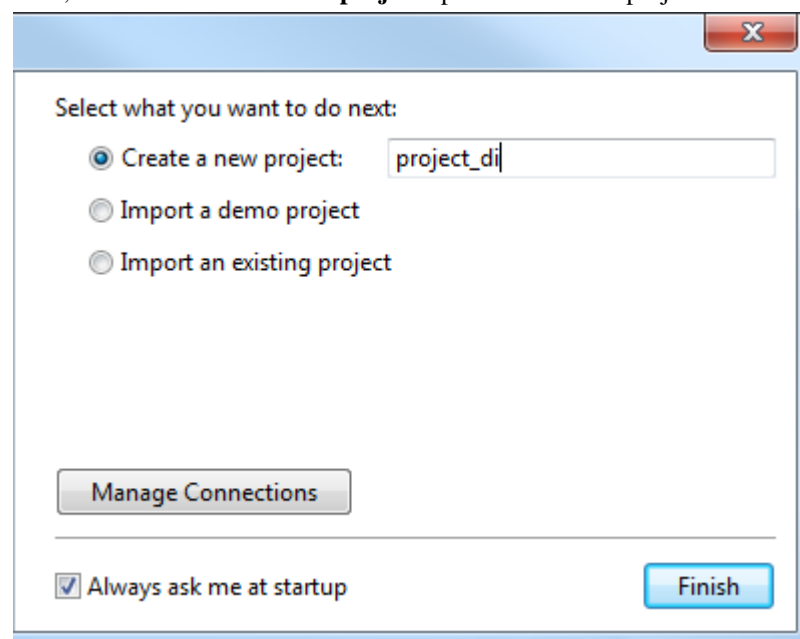 Select what you want to do next:
Create a new project: project_di
Import a demo project
Import an existing project
Manage Connections
Always ask me at startup Finish